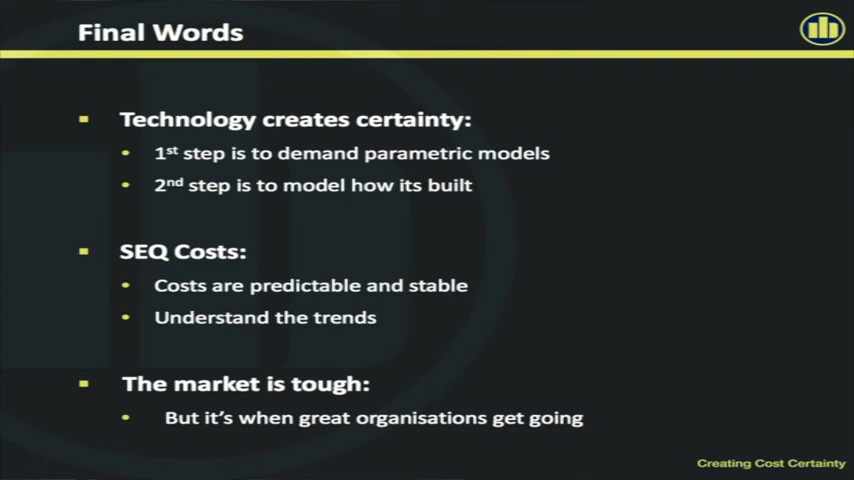 Final Words
Technology creates certainty:
1st step is to demand parametric models
2nd step is to model how its built
SEQ Costs:
Costs are predictable and stable
Understand the trends
The market is tough:
But it's when great organisations get going
Creating Cost Certainty